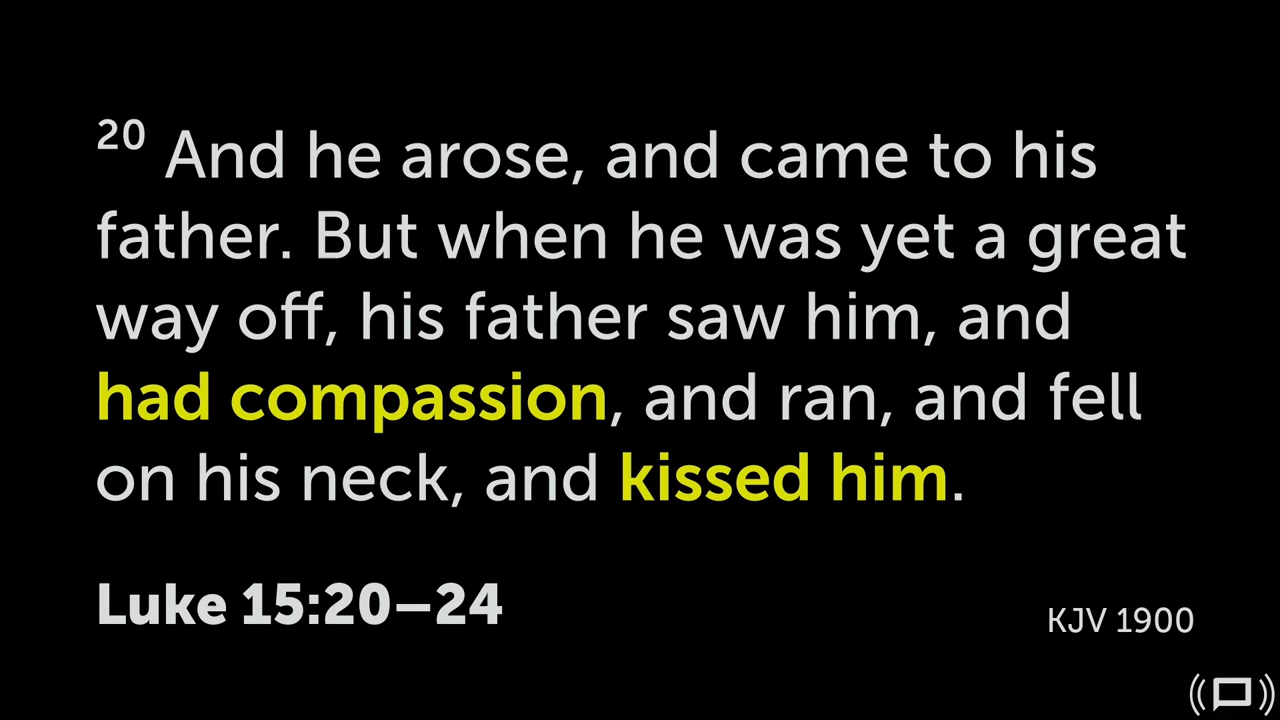 20 And he arose, and came to his
father. But when he was yet a great
way off, his father saw him, and
had compassion, and ran, and fell
on his neck, and kissed him.
Luke 15:20–24
KJV 1900